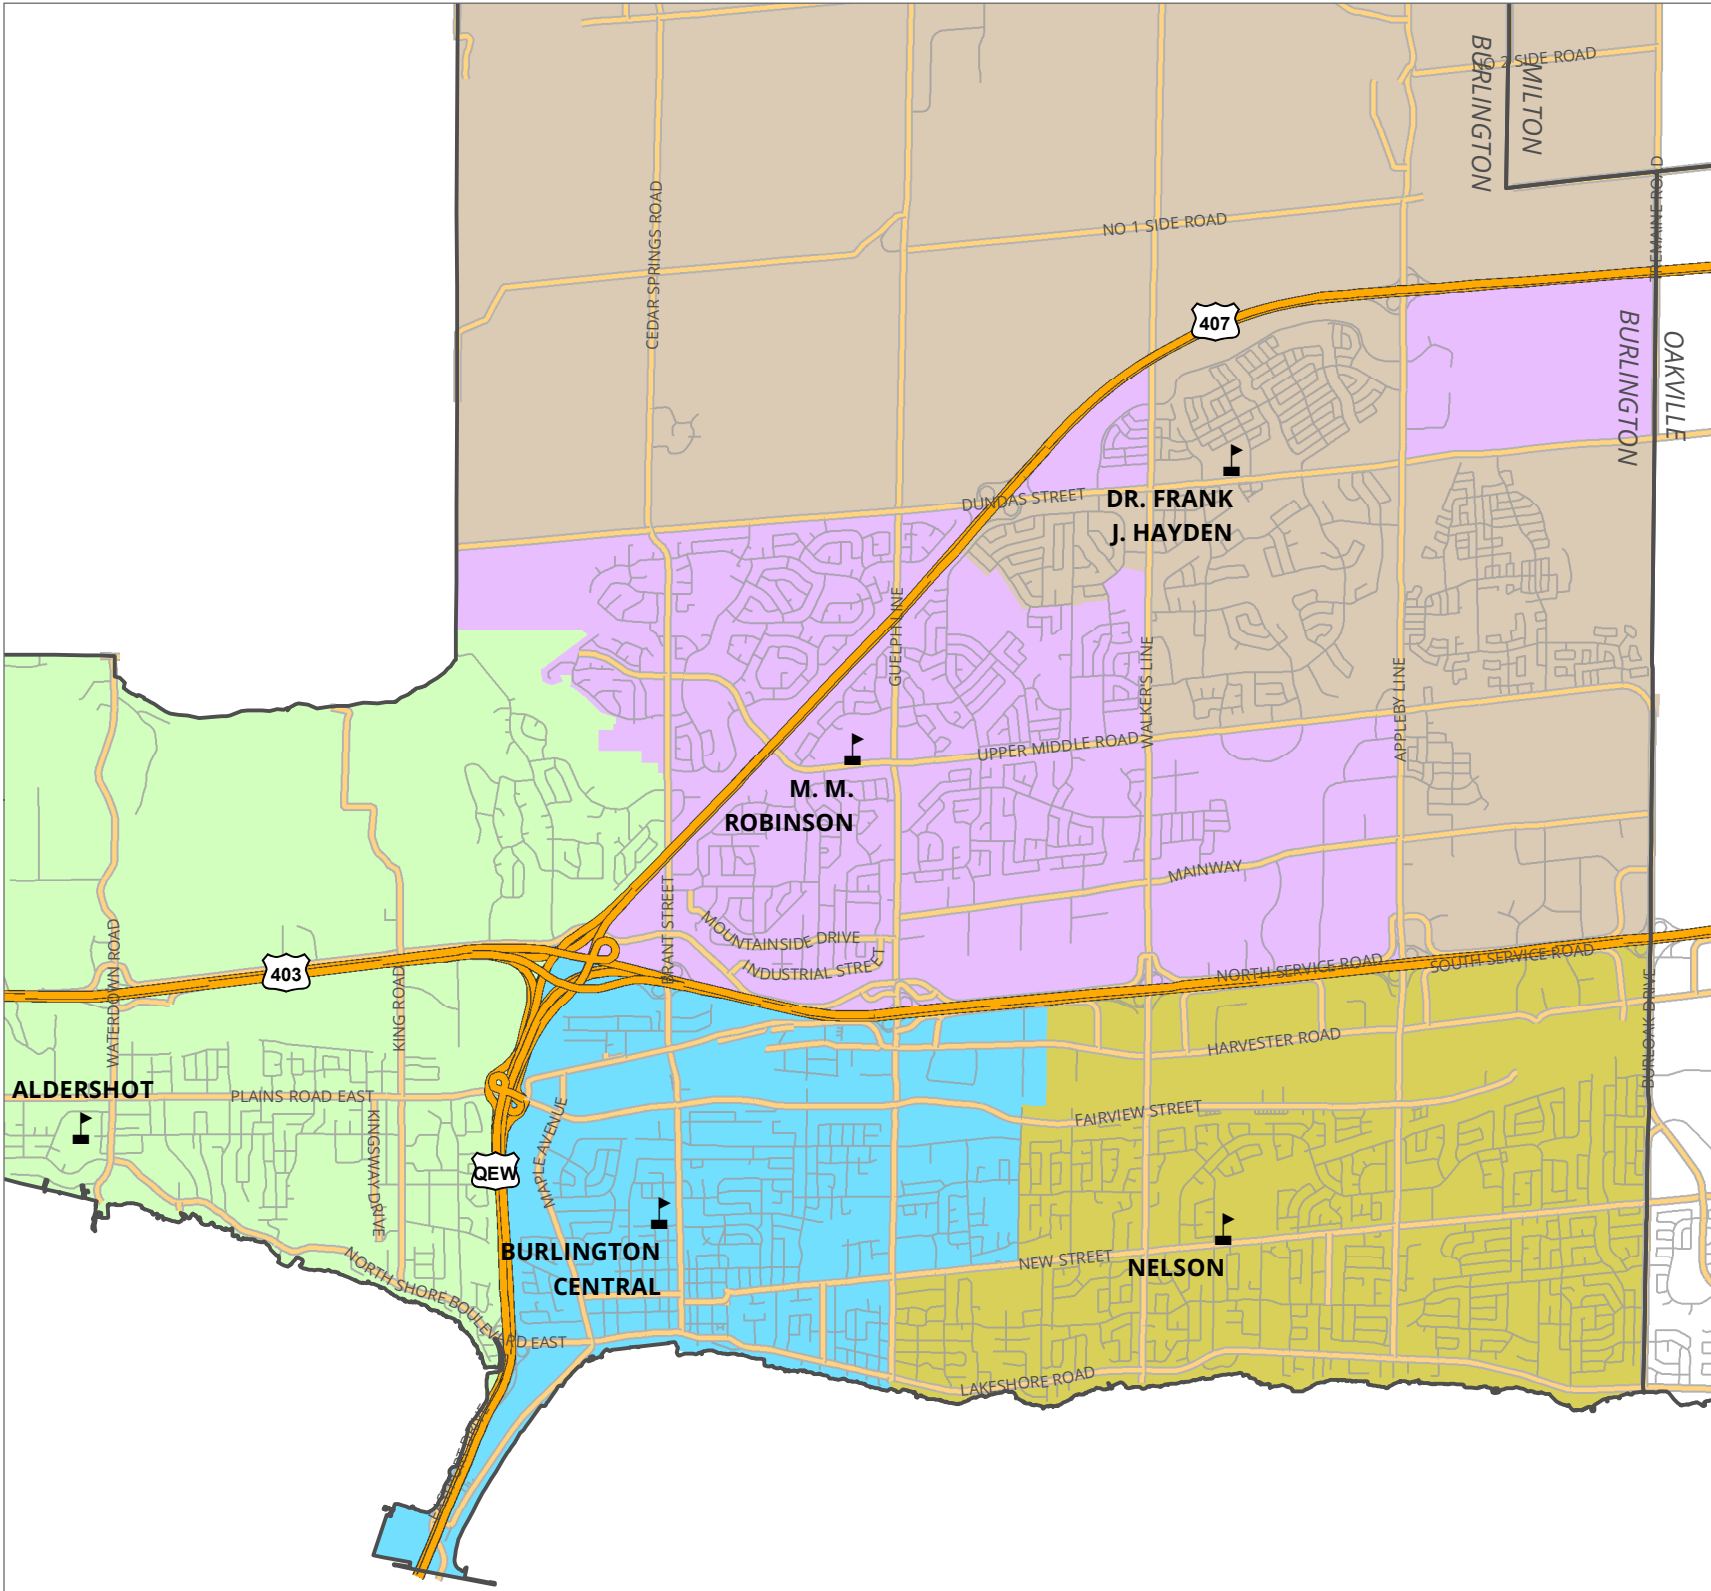 BURLINGTON
MILTON
NO 2 SIDE ROAD
CEDAR SPRINGS ROAD
NO 1 SIDE ROAD
TREMAINE ROAD
407
BURLINGTON
OAKVILLE
DUNDAS STREET
DR. FRANK
J. HAYDEN
GUELPH LINE
WALKER'S LINE
APPLEBY LINE
UPPER MIDDLE ROAD
M. M.
ROBINSON
MAINWAY
BRANT STREET
MOUNTAINSIDE DRIVE
INDUSTRIAL STREET
403
WATERDOWN ROAD
KING ROAD
NORTH SERVICE ROAD
SOUTH SERVICE ROAD
HARVESTER ROAD
BURLOAK DRIVE
ALDERSHOT
PLAINS ROAD EAST
KINGSWAY DRIVE
MAPLE AVENUE
FAIRVIEW STREET
QEW
BURLINGTON
CENTRAL
NEW STREET
NELSON
NORTH SHORE BOULEVARD EAST
LAKESHORE ROAD